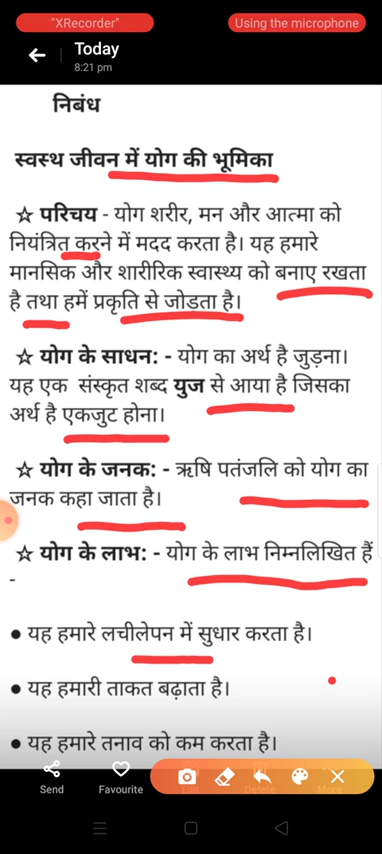 "XRecorder"
Using the microphone
Today
8:21 pm
निबंध
स्वस्थ जीवन में योग की भूमिका
☆ परिचय - योग शरीर, मन और आत्मा को
नियंत्रित करने में मदद करता है। यह हमारे
मानसिक और शारीरिक स्वास्थ्य को बनाए रखता
है तथा हमें प्रकृति से जोड़ता है।
☆ योग के साधन: - योग का अर्थ है जुड़ना।
यह एक संस्कृत शब्द युज से आया है जिसका
अर्थ है एकजुट होना।
☆ योग के जनक: - ऋषि पतंजलि को योग का
जनक कहा जाता है।
☆ योग के लाभ: - योग के लाभ निम्नलिखित हैं
-
● यह हमारे लचीलेपन में सुधार करता है।
● यह हमारी ताकत बढ़ाता है।
● यह हमारे तनाव को कम करता है।
Send Favourite Edit Delete More